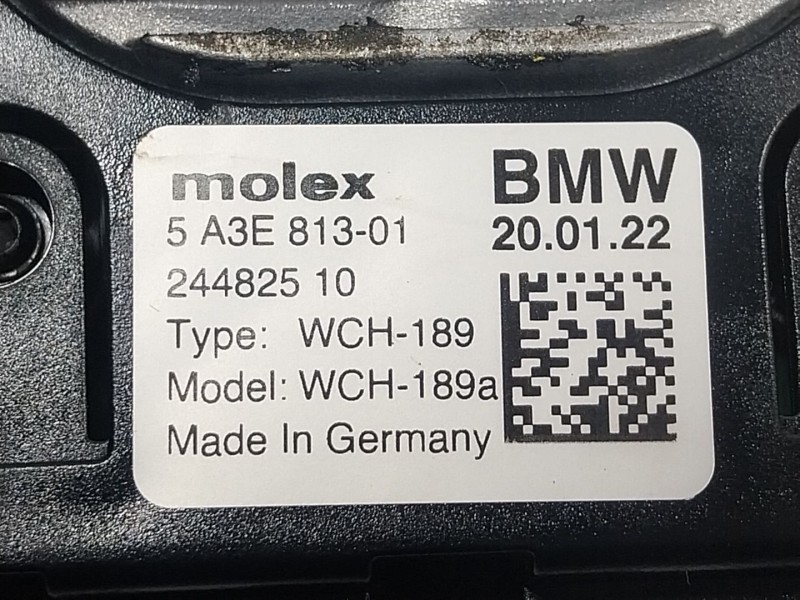 molex
BMW
5 A3E 813-01
20.01.22
244825 10
Type: WCH-189
Model: WCH-189a
Made In Germany